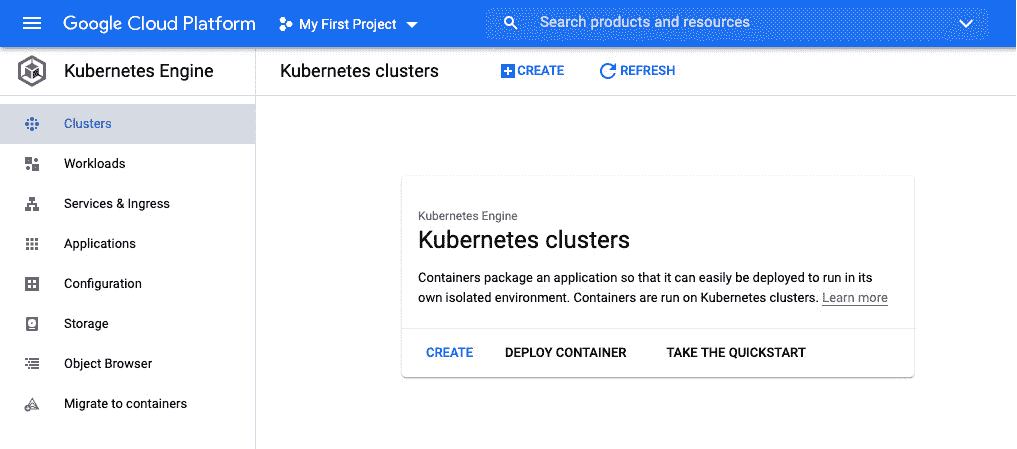 Google Cloud Platform
My First Project
Search products and resources
Kubernetes Engine
Kubernetes clusters
CREATE
REFRESH
Clusters
Workloads
Services & Ingress
Applications
Configuration
Storage
Object Browser
Migrate to containers
Kubernetes Engine
Kubernetes clusters
Containers package an application so that it can easily be deployed to run in its
own isolated environment. Containers are run on Kubernetes clusters. Learn more
CREATE
DEPLOY CONTAINER
TAKE THE QUICKSTART